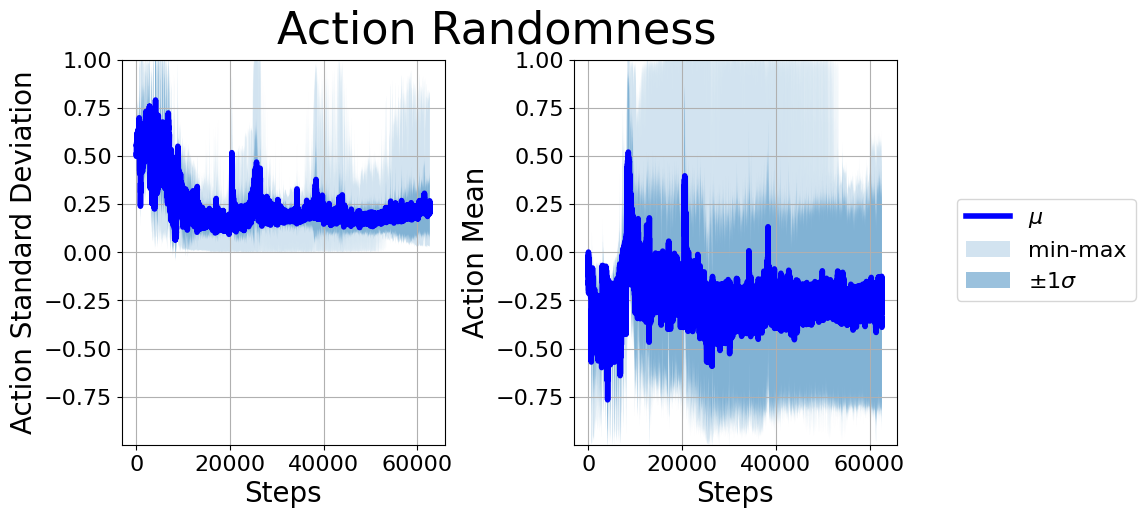 Action Randomness
Action Standard Deviation
1.00
0.75
0.50
0.25
0.00
−0.25
−0.50
−0.75
0 20000 40000 60000
Steps
Action Mean
1.00
0.75
0.50
0.25
0.00
−0.25
−0.50
−0.75
0 20000 40000 60000
Steps
μ
min-max
±1σ